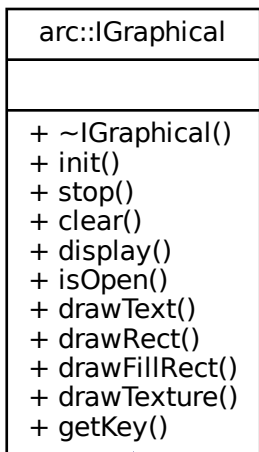 arc::IGraphical
+ ~IGraphical()
+ init()
+ stop()
+ clear()
+ display()
+ isOpen()
+ drawText()
+ drawRect()
+ drawFillRect()
+ drawTexture()
+ getKey()